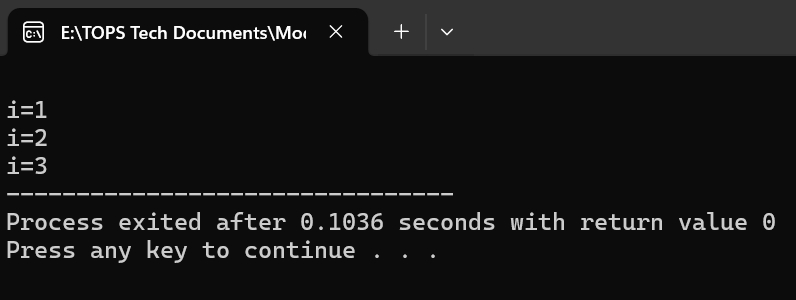 C:\
E:\TOPS Tech Documents\Mo
i=1
i=2
i=3
--------------------------------
Process exited after 0.1036 seconds with return value 0
Press any key to continue . . .